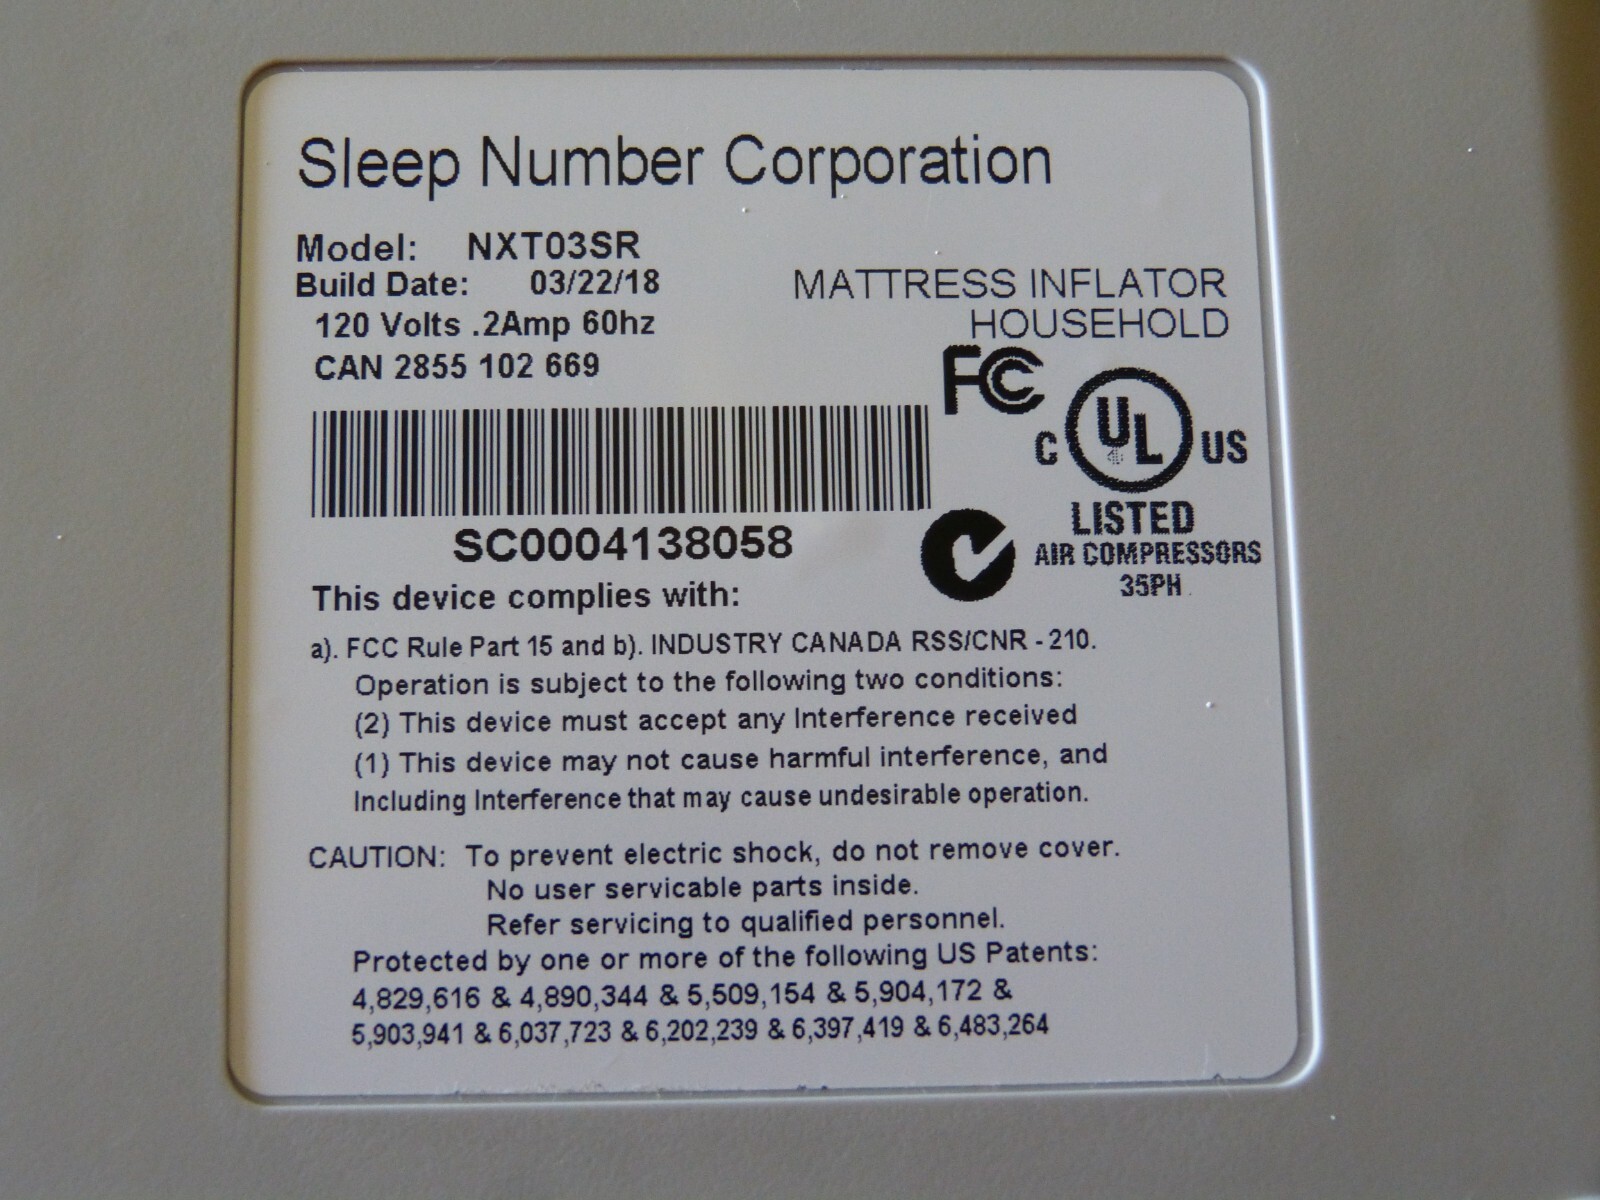 Sleep Number Corporation
Model: NXT03SR
Build Date: 03/22/18
120 Volts .2Amp 60hz
CAN 2855 102 669
MATTRESS INFLATOR
HOUSEHOLD
FCC
C UL US
LISTED
AIR COMPRESSORS
35PH
SC0004138058
This device complies with:
a). FCC Rule Part 15 and b). INDUSTRY CANADA RSS/CNR - 210.
Operation is subject to the following two conditions:
(2) This device must accept any Interference received
(1) This device may not cause harmful interference, and
Including Interference that may cause undesirable operation.
CAUTION: To prevent electric shock, do not remove cover.
No user servicable parts inside.
Refer servicing to qualified personnel.
Protected by one or more of the following US Patents:
4,829,616 & 4,890,344 & 5,509,154 & 5,904,172 &
5,903,941 & 6,037,723 & 6,202,239 & 6,397,419 & 6,483,264